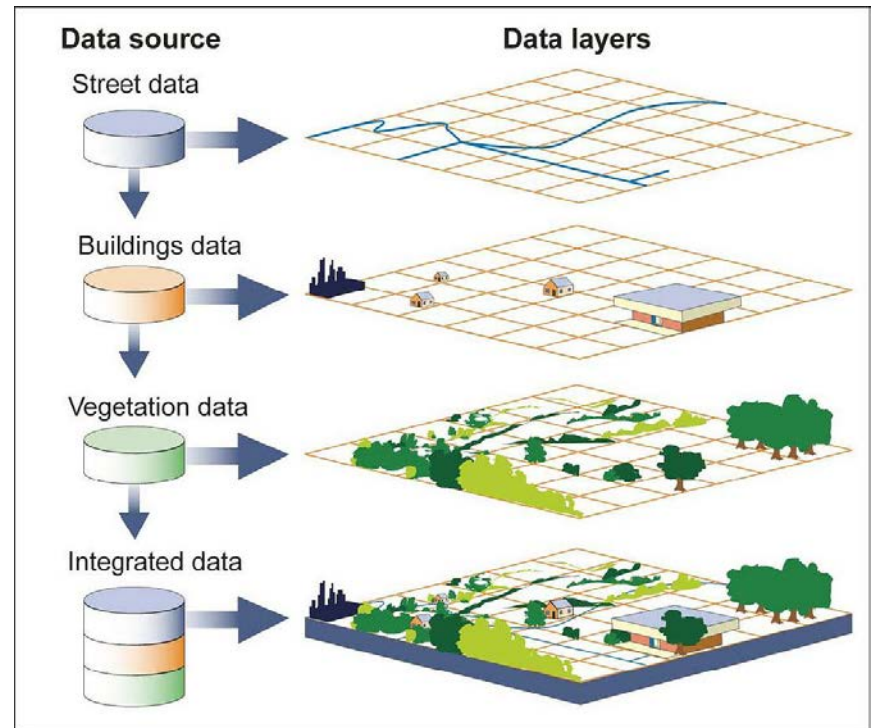 Data source
Data layers
Street data
Buildings data
Vegetation data
Integrated data